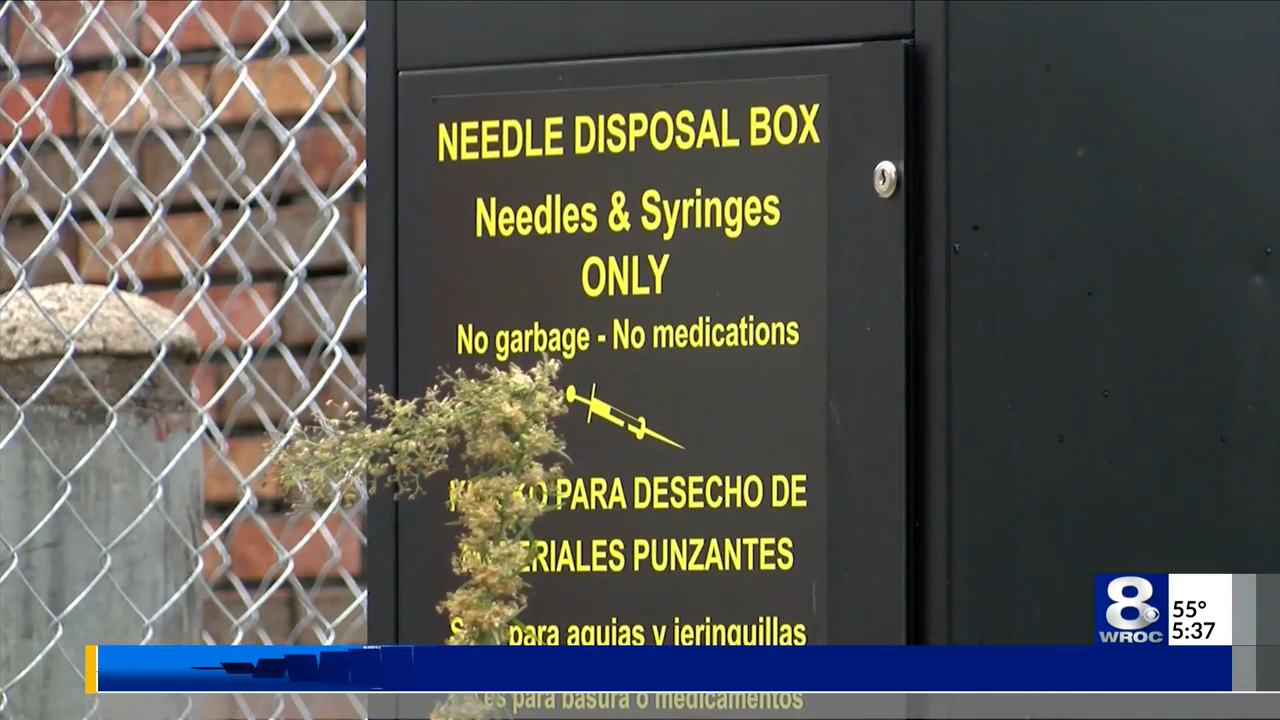 NEEDLE DISPOSAL BOX
Needles & Syringes
ONLY
No garbage - No medications
PARA DESECHO DE
PUNZANTES
para agujas y jeringuillas
para basura o medicamentos
8
WROC
55°
5:37